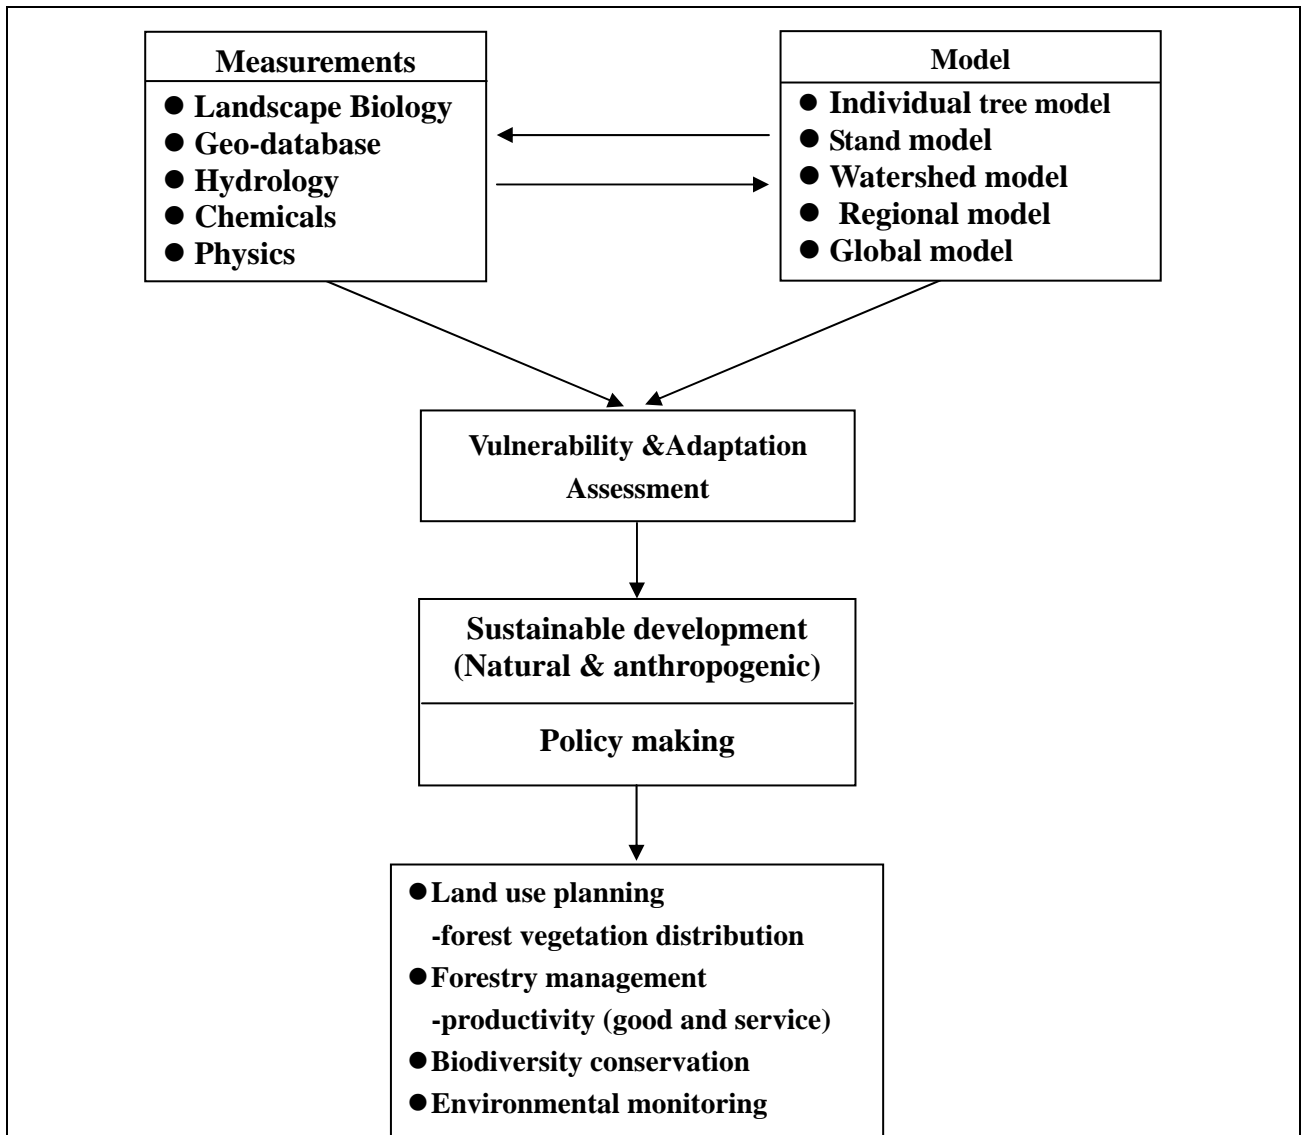 Measurements
● Landscape Biology
● Geo-database
● Hydrology
● Chemicals
● Physics
Model
● Individual tree model
● Stand model
● Watershed model
● Regional model
● Global model
Vulnerability &Adaptation
Assessment
Sustainable development
(Natural & anthropogenic)
Policy making
●Land use planning
-forest vegetation distribution
●Forestry management
-productivity (good and service)
●Biodiversity conservation
●Environmental monitoring